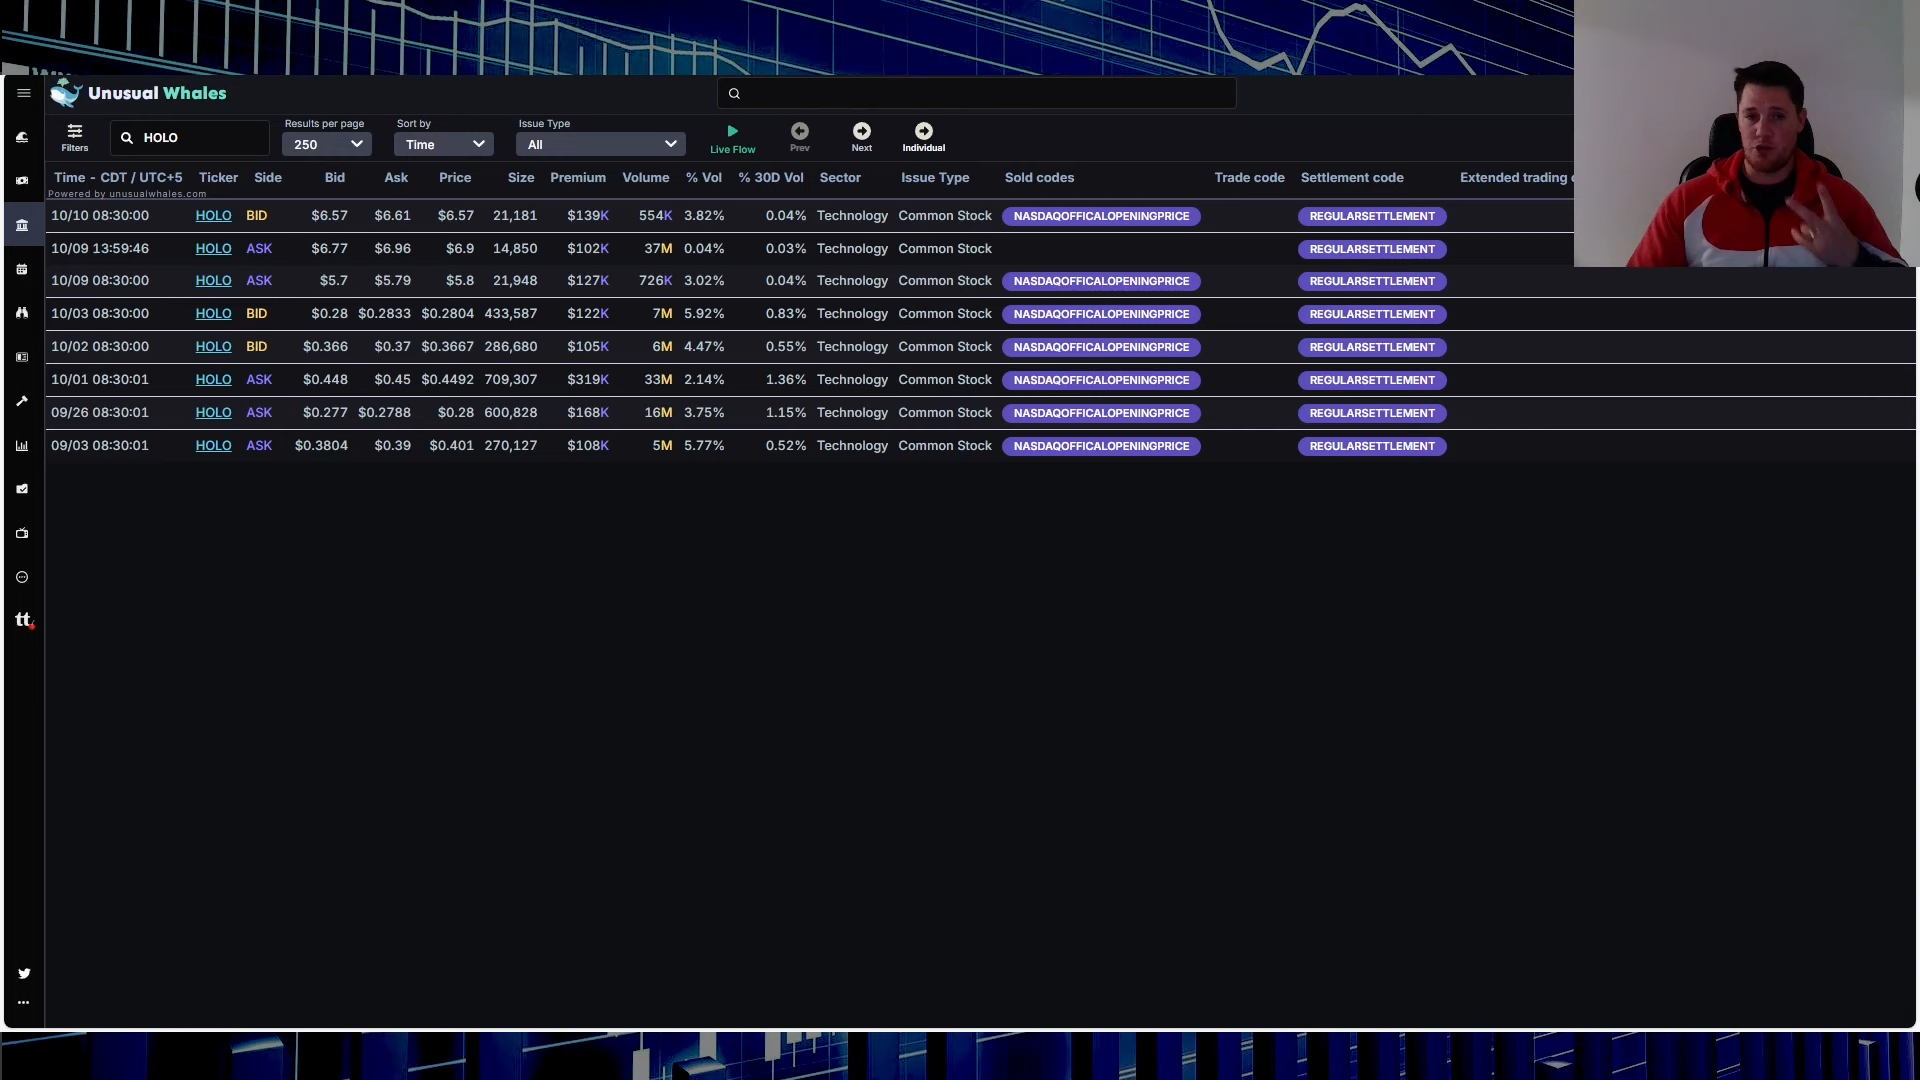 Unusual Whales
Filters
HOLO
Results per page
250
Sort by
Time
Issue Type
All
Live Flow
Prev
Next
Individual
Time - CDT / UTC+5 Ticker Side Bid Ask Price Size Premium Volume % Vol % 30D Vol Sector Issue Type Sold codes Trade code Settlement code Extended trading
Powered by unusualwhales.com
10/10 08:30:00 HOLO BID $6.57 $6.61 $6.57 21,181 $139K 554K 3.82% 0.04% Technology Common Stock NASDAQOFFICALOPENINGPRICE REGULARSETTLEMENT
10/09 13:59:46 HOLO ASK $6.77 $6.96 $6.9 14,850 $102K 37M 0.04% 0.03% Technology Common Stock REGULARSETTLEMENT
10/09 08:30:00 HOLO ASK $5.7 $5.79 $5.8 21,948 $127K 726K 3.02% 0.04% Technology Common Stock NASDAQOFFICALOPENINGPRICE REGULARSETTLEMENT
10/03 08:30:00 HOLO BID $0.28 $0.2833 $0.2804 433,587 $122K 7M 5.92% 0.83% Technology Common Stock NASDAQOFFICALOPENINGPRICE REGULARSETTLEMENT
10/02 08:30:00 HOLO BID $0.366 $0.37 $0.3667 286,680 $105K 6M 4.47% 0.55% Technology Common Stock NASDAQOFFICALOPENINGPRICE REGULARSETTLEMENT
10/01 08:30:01 HOLO ASK $0.448 $0.45 $0.4492 709,307 $319K 33M 2.14% 1.36% Technology Common Stock NASDAQOFFICALOPENINGPRICE REGULARSETTLEMENT
09/26 08:30:01 HOLO ASK $0.277 $0.2788 $0.28 600,828 $168K 16M 3.75% 1.15% Technology Common Stock NASDAQOFFICALOPENINGPRICE REGULARSETTLEMENT
09/03 08:30:01 HOLO ASK $0.3804 $0.39 $0.401 270,127 $108K 5M 5.77% 0.52% Technology Common Stock NASDAQOFFICALOPENINGPRICE REGULARSETTLEMENT
tt